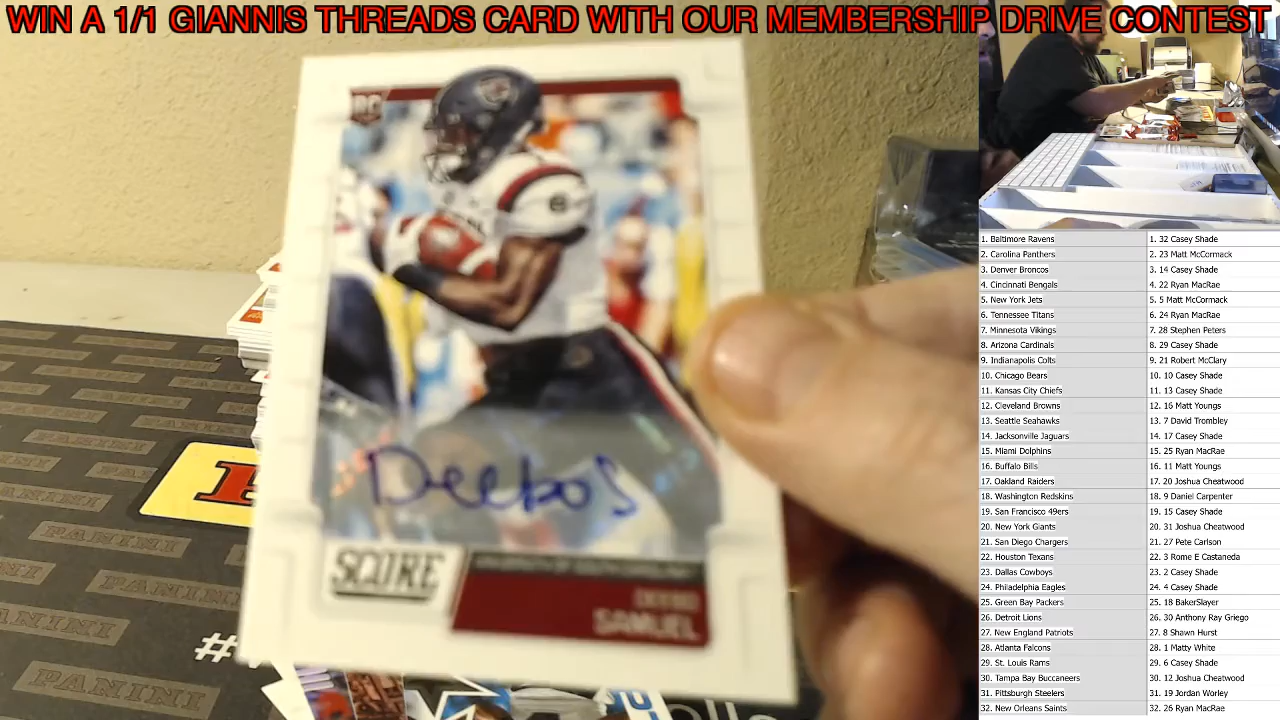 WIN A 1/1 GIANNIS THREADS CARD WITH OUR MEMBERSHIP DRIVE CONTEST
RC
6
DeeboS
SCORE
UNIVERSITY OF SOUTH CAROLINA
DEEBO
SAMUEL
PANINI
PANINI
PANINI
PANINI
PANINI
#
1. Baltimore Ravens 1. 32 Casey Shade
2. Carolina Panthers 2. 23 Matt McCormack
3. Denver Broncos 3. 14 Casey Shade
4. Cincinnati Bengals 4. 22 Ryan MacRae
5. New York Jets 5. 5 Matt McCormack
6. Tennessee Titans 6. 24 Ryan MacRae
7. Minnesota Vikings 7. 28 Stephen Peters
8. Arizona Cardinals 8. 29 Casey Shade
9. Indianapolis Colts 9. 21 Robert McClary
10. Chicago Bears 10. 10 Casey Shade
11. Kansas City Chiefs 11. 13 Casey Shade
12. Cleveland Browns 12. 16 Matt Youngs
13. Seattle Seahawks 13. 7 David Trombley
14. Jacksonville Jaguars 14. 17 Casey Shade
15. Miami Dolphins 15. 25 Ryan MacRae
16. Buffalo Bills 16. 11 Matt Youngs
17. Oakland Raiders 17. 20 Joshua Cheatwood
18. Washington Redskins 18. 9 Daniel Carpenter
19. San Francisco 49ers 19. 15 Casey Shade
20. New York Giants 20. 31 Joshua Cheatwood
21. San Diego Chargers 21. 27 Pete Carlson
22. Houston Texans 22. 3 Rome E Castaneda
23. Dallas Cowboys 23. 2 Casey Shade
24. Philadelphia Eagles 24. 4 Casey Shade
25. Green Bay Packers 25. 18 BakerSlayer
26. Detroit Lions 26. 30 Anthony Ray Griego
27. New England Patriots 27. 8 Shawn Hurst
28. Atlanta Falcons 28. 1 Matty White
29. St. Louis Rams 29. 6 Casey Shade
30. Tampa Bay Buccaneers 30. 12 Joshua Cheatwood
31. Pittsburgh Steelers 31. 19 Jordan Worley
32. New Orleans Saints 32. 26 Ryan MacRae